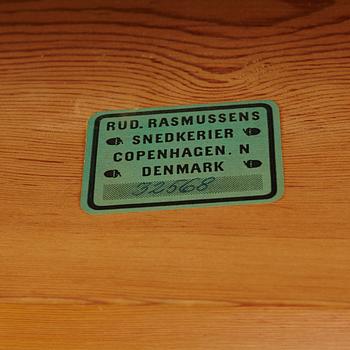 RUD. RASMUSSENS
SNEDKERIER
COPENHAGEN. N
DENMARK
32568